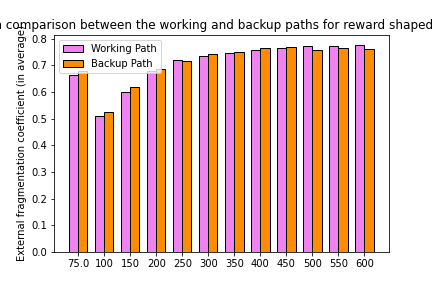 comparison between the working and backup paths for reward shaped
External fragmentation coefficient (in average)
Working Path
Backup Path
0.8
0.7
0.6
0.5
0.4
0.3
0.2
0.1
0.0
75.0 100 150 200 250 300 350 400 450 500 550 600